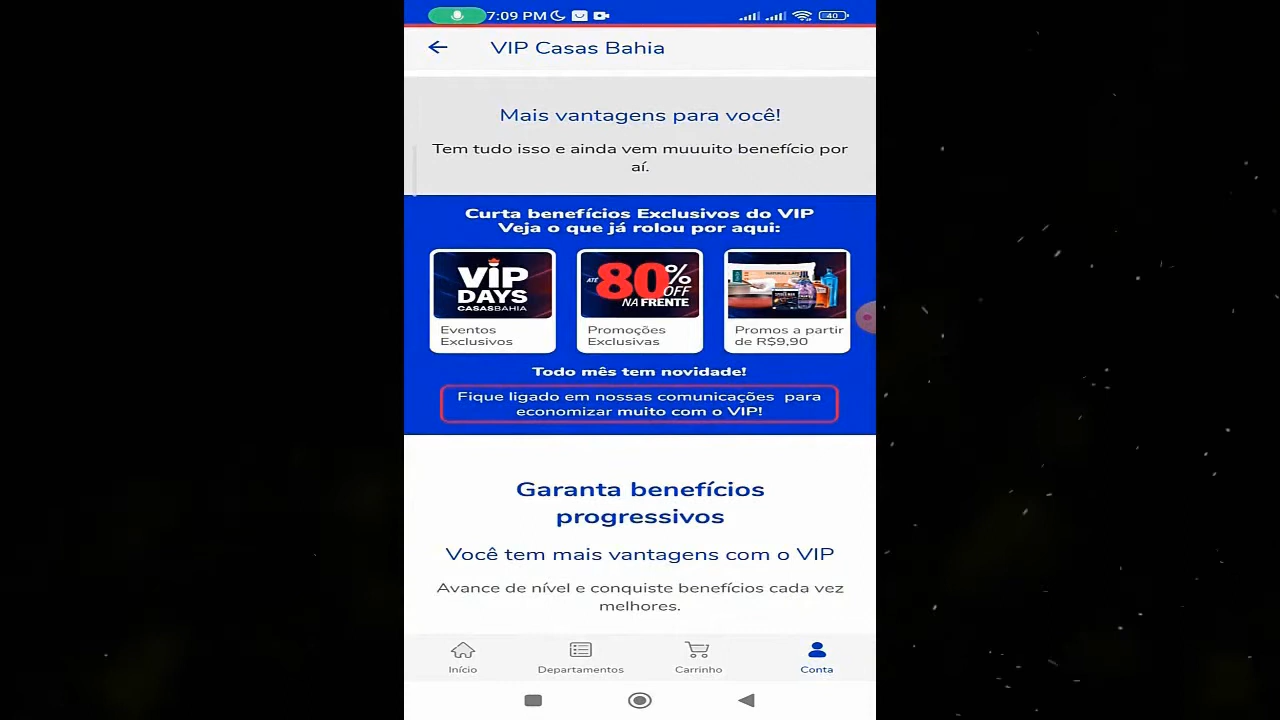 7:09 PM
40
VIP Casas Bahia
Mais vantagens para você!
Tem tudo isso e ainda vem muuuito benefício por
aí.
Curta benefícios Exclusivos do VIP
Veja o que já rolou por aqui:
VIP
DAYS
CASASBAHIA
Eventos
Exclusivos
ATÉ 80% OFF
NA FRENTE
Promoções
Exclusivas
Promos a partir
de R$9,90
Todo mês tem novidade!
Fique ligado em nossas comunicações para
economizar muito com o VIP!
Garanta benefícios
progressivos
Você tem mais vantagens com o VIP
Avance de nível e conquiste benefícios cada vez
melhores.
Início
Departamentos
Carrinho
Conta